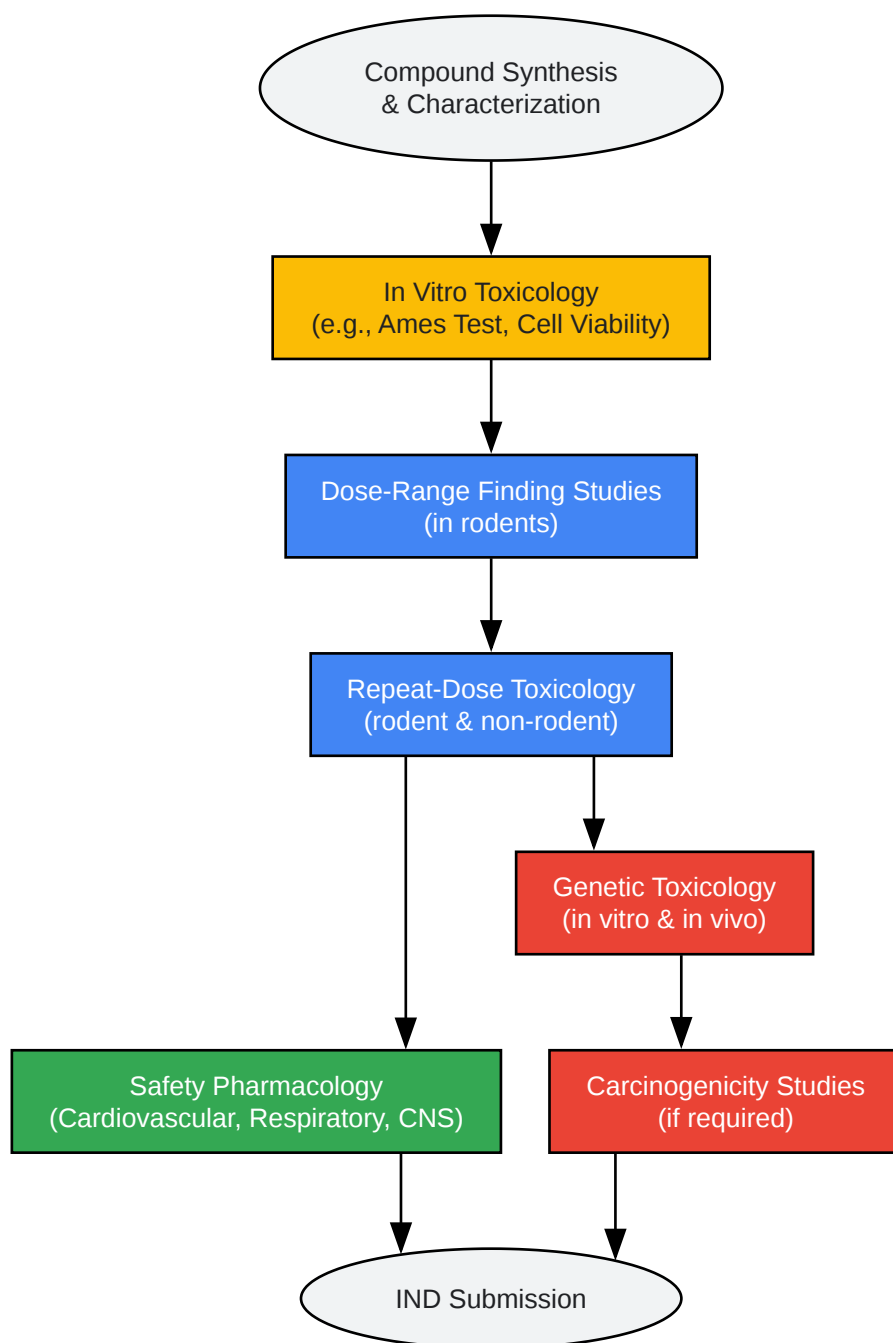 Compound Synthesis
& Characterization
In Vitro Toxicology
(e.g., Ames Test, Cell Viability)
Dose-Range Finding Studies
(in rodents)
Repeat-Dose Toxicology
(rodent & non-rodent)
Genetic Toxicology
(in vitro & in vivo)
Safety Pharmacology
(Cardiovascular, Respiratory, CNS)
Carcinogenicity Studies
(if required)
IND Submission